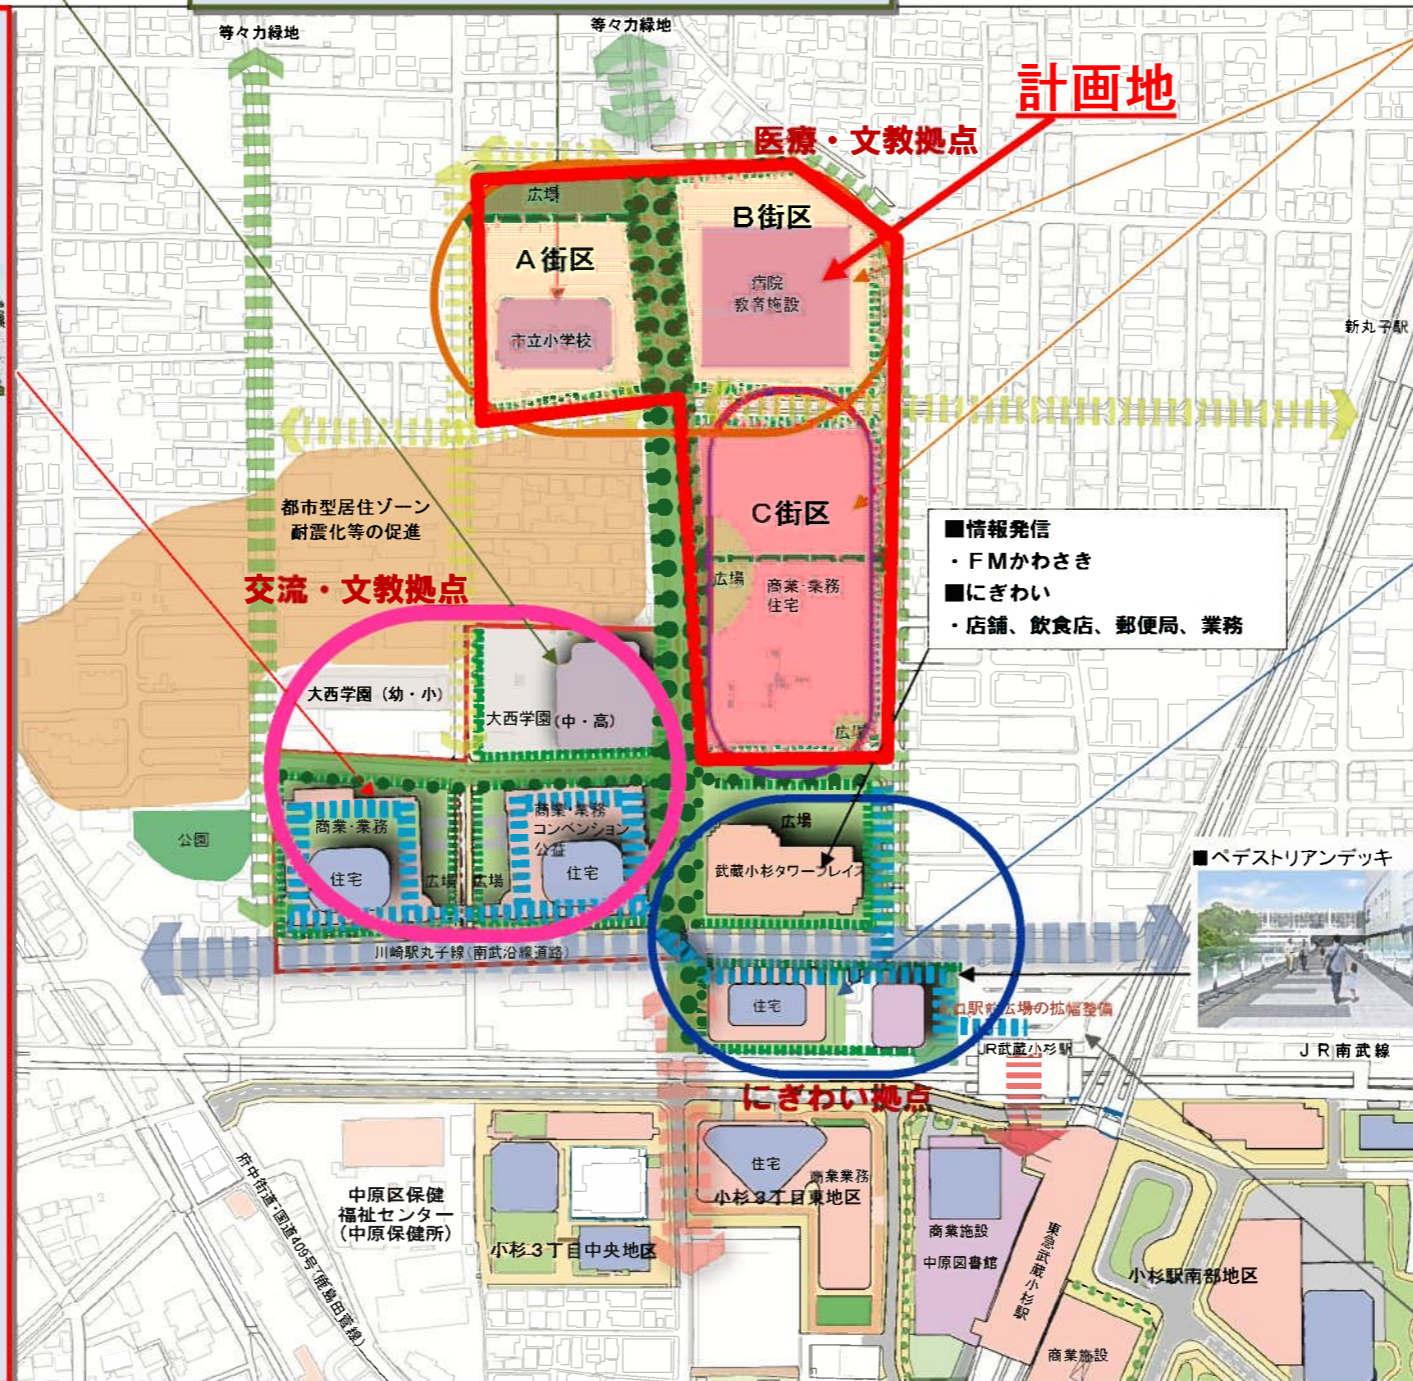 等々力緑地
等々力緑地
計画地
医療・文教拠点
広場
B街区
A街区
病院
教育施設
市立小学校
新丸子駅
都市型居住ゾーン
耐震化等の促進
C街区
■情報発信
・FMかわさき
■にぎわい
・店舗、飲食店、郵便局、業務
広場
商業・業務
住宅
交流・文教拠点
大西学園（幼・小）
大西学園(中・高)
広場
商業・業務
商業・業務
コンベンション
公益
広場
公園
住宅
広場
広場
住宅
武蔵小杉タワープレイス
■ペデストリアンデッキ
川崎駅丸子線(南武沿線道路)
住宅
口駅前広場の拡幅整備
JR武蔵小杉駅
JR南武線
にぎわい拠点
府中街道・国道409号(鹿島田菅線)
中原区保健
福祉センター
(中原保健所)
住宅
商業業務
小杉3丁目東地区
小杉3丁目中央地区
商業施設
中原図書館
東急武蔵小杉駅
小杉駅南部地区
商業施設